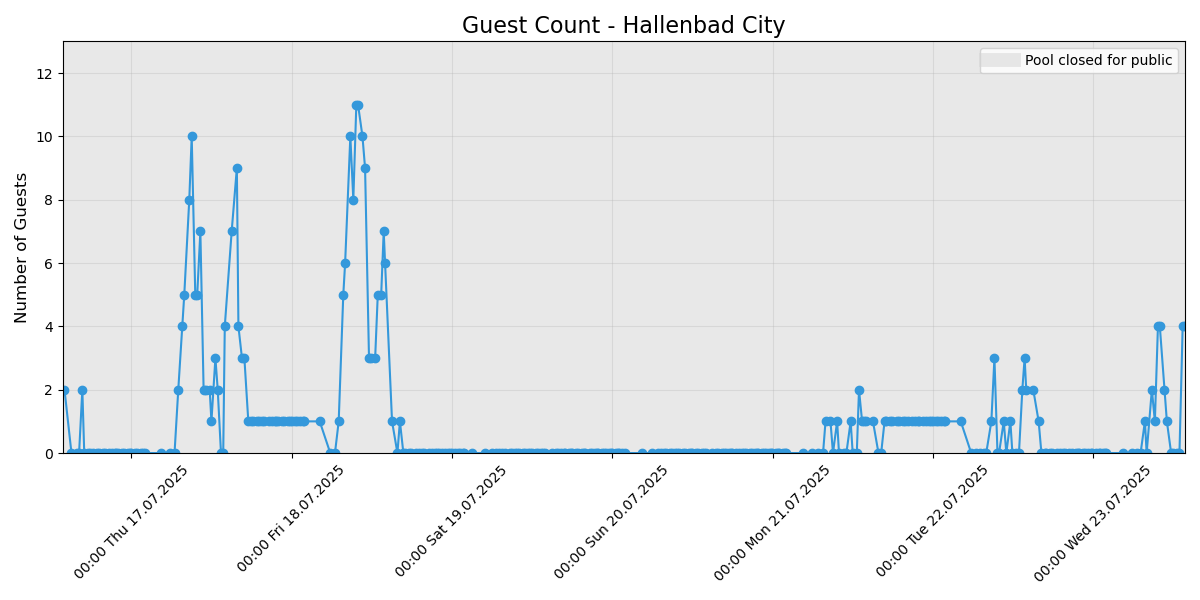 Guest Count - Hallenbad City
Pool closed for public
Number of Guests
12
10
8
6
4
2
0
00:00 Thu 17.07.2025
00:00 Fri 18.07.2025
00:00 Sat 19.07.2025
00:00 Sun 20.07.2025
00:00 Mon 21.07.2025
00:00 Tue 22.07.2025
00:00 Wed 23.07.2025